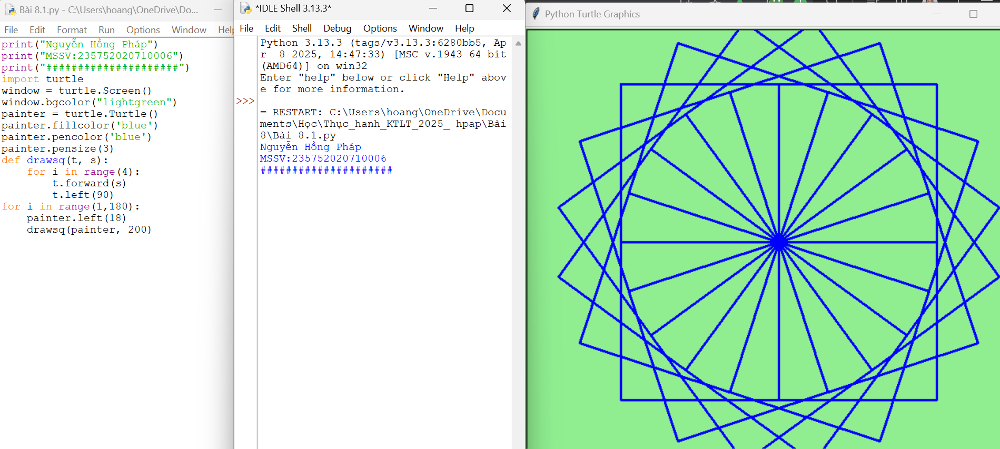 Bài 8.1.py - C:\Users\hoang\OneDrive\Do...
File Edit Format Run Options Window Help
print("Nguyễn Hồng Pháp")
print("MSSV:235752020710006")
print("#####################")
import turtle
window = turtle.Screen()
window.bgcolor("lightgreen")
painter = turtle.Turtle()
painter.fillcolor('blue')
painter.pencolor('blue')
painter.pensize(3)
def drawsq(t, s):
    for i in range(4):
        t.forward(s)
        t.left(90)
for i in range(1,180):
    painter.left(18)
    drawsq(painter, 200)
*IDLE Shell 3.13.3*
File Edit Shell Debug Options Window Help
Python 3.13.3 (tags/v3.13.3:6280bb5, Ap
r  8 2025, 14:47:33) [MSC v.1943 64 bit
(AMD64)] on win32
Enter "help" below or click "Help" abov
e for more information.
>>>
= RESTART: C:\Users\hoang\OneDrive\Docu
ments\Học\Thục_hanh_KTLT_2025_ hpap\Bài
8\Bài 8.1.py
Nguyễn Hồng Pháp
MSSV:235752020710006
#####################
Python Turtle Graphics